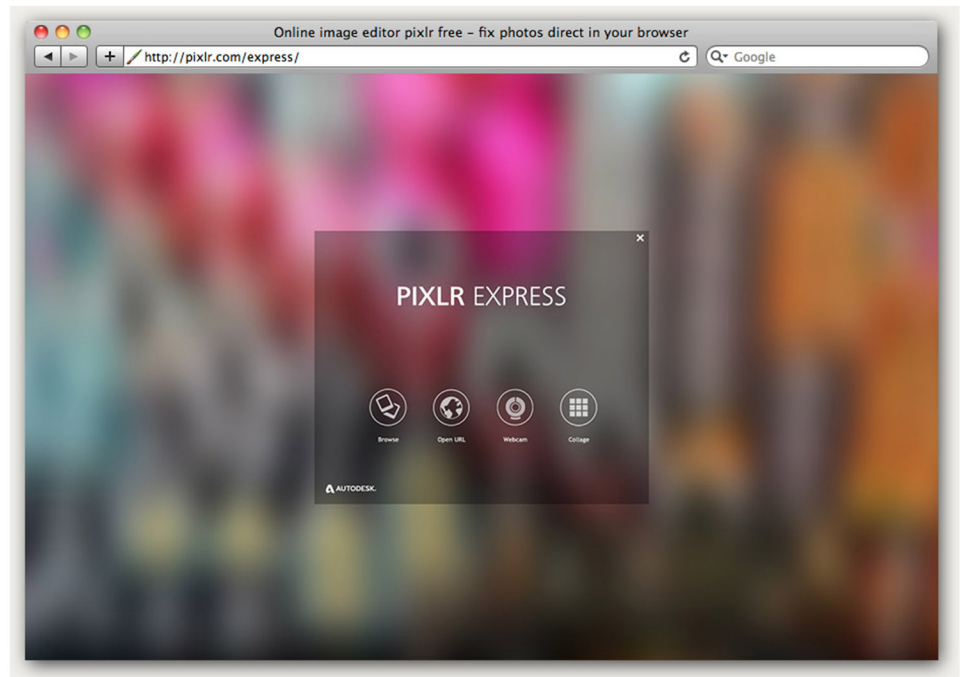 Online image editor pixlr free – fix photos direct in your browser
http://pixlr.com/express/
Google
PIXLR EXPRESS
Browse Open URL Webcam Collage
AUTODESK.